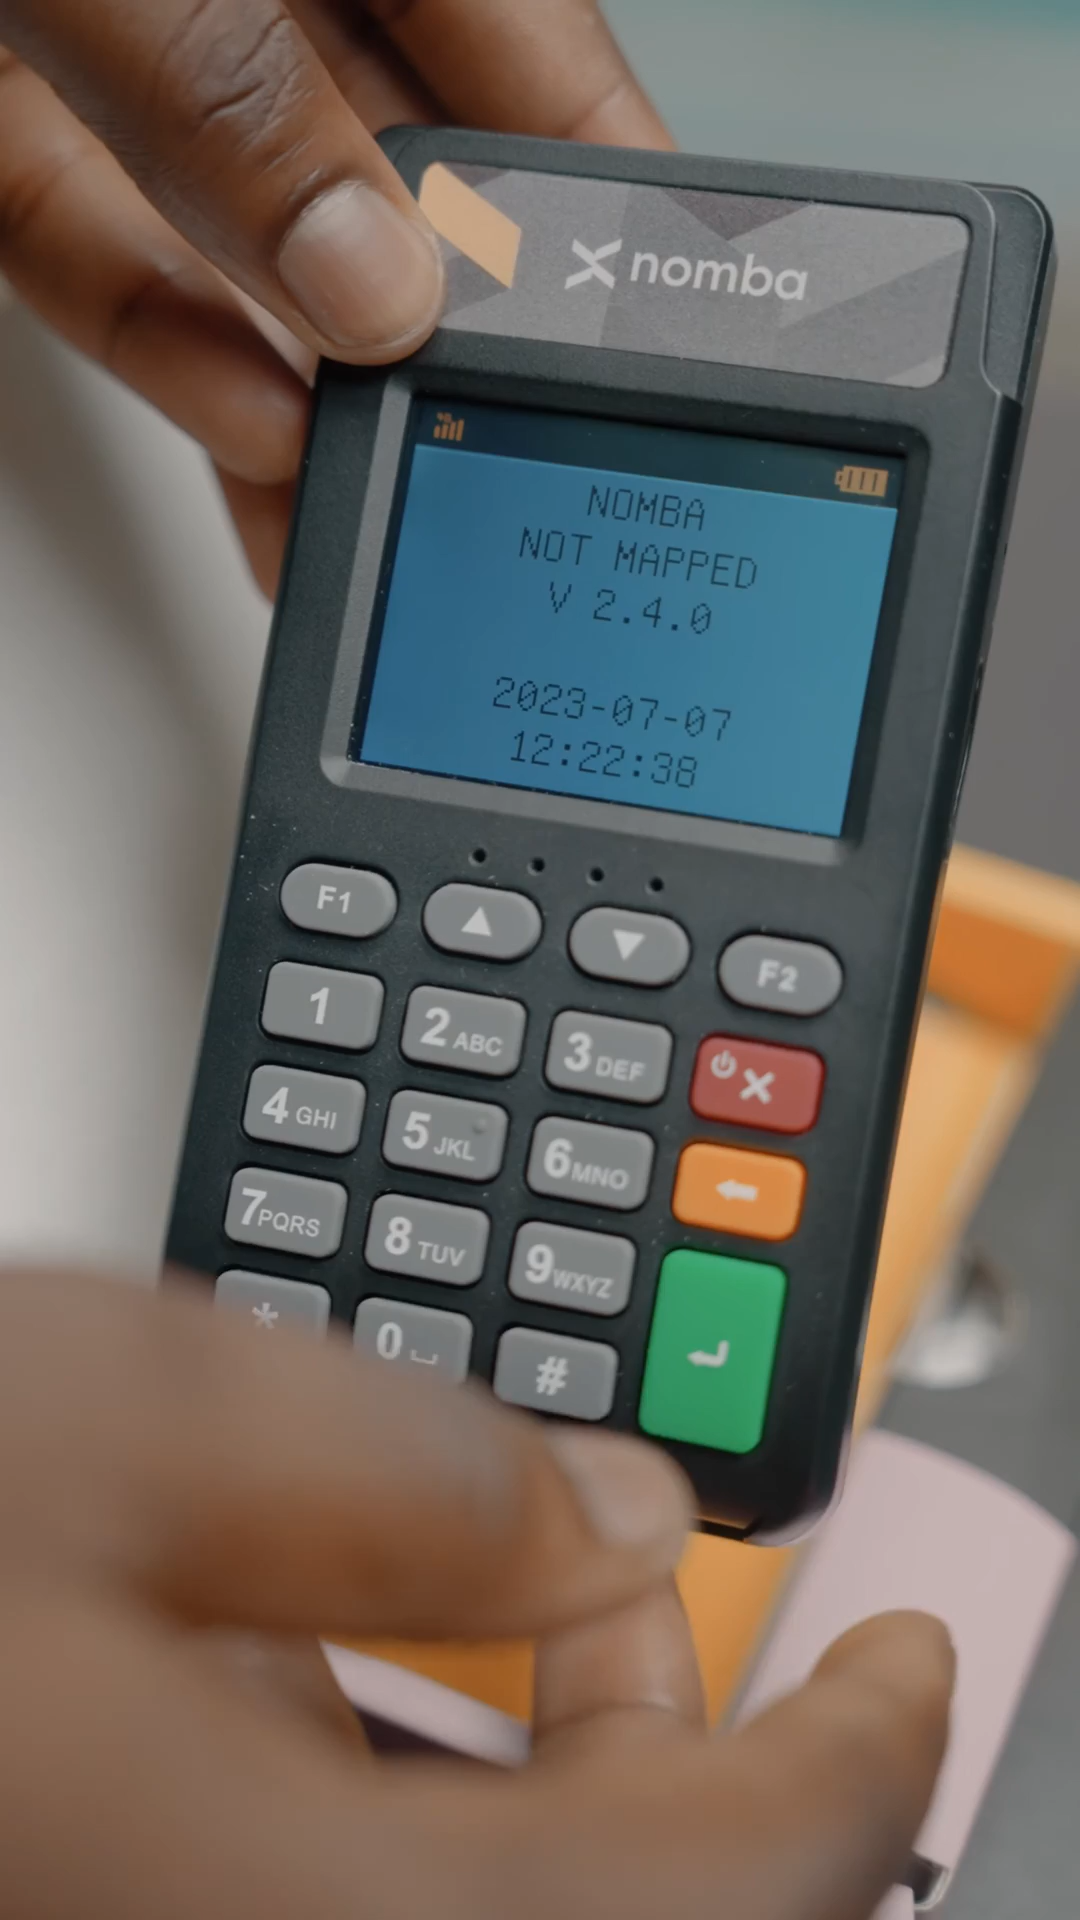 nomba
NOMBA
NOT MAPPED
V 2.4.0
2023-07-07
12:22:38
F1 ▲ ▼ F2
1 2 ABC 3 DEF
4 GHI 5 JKL 6 MNO
7 PQRS 8 TUV 9 WXYZ
* 0 #